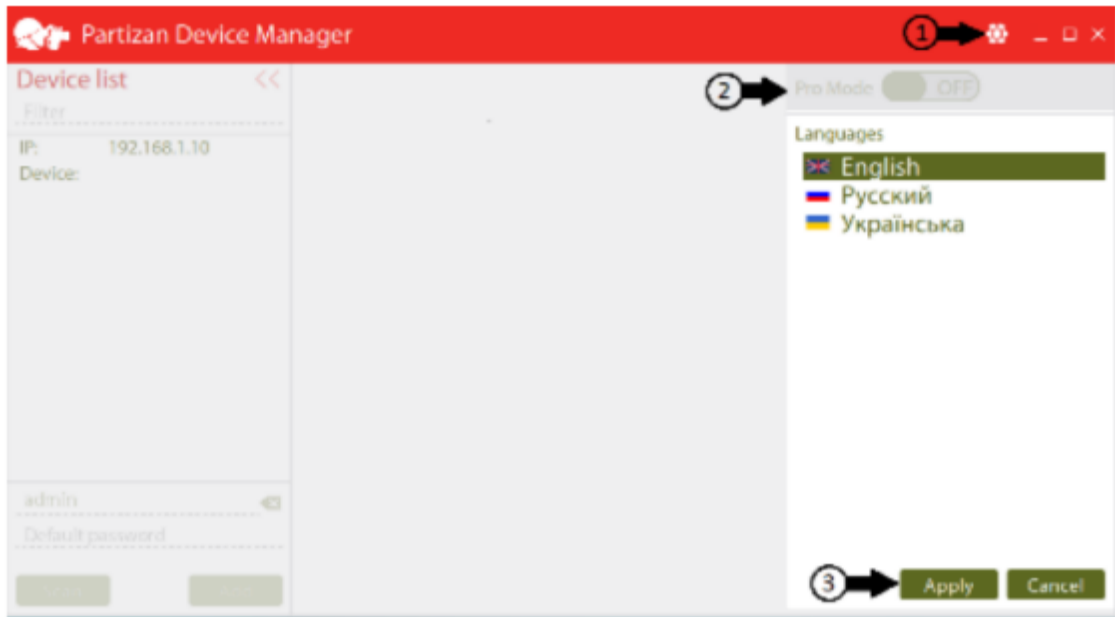 Partizan Device Manager
1
Device list <<
2
Pro Mode OFF
Filter
IP: 192.168.1.10
Device:
Languages
English
Русский
Українська
admin
Default password
3
Apply Cancel